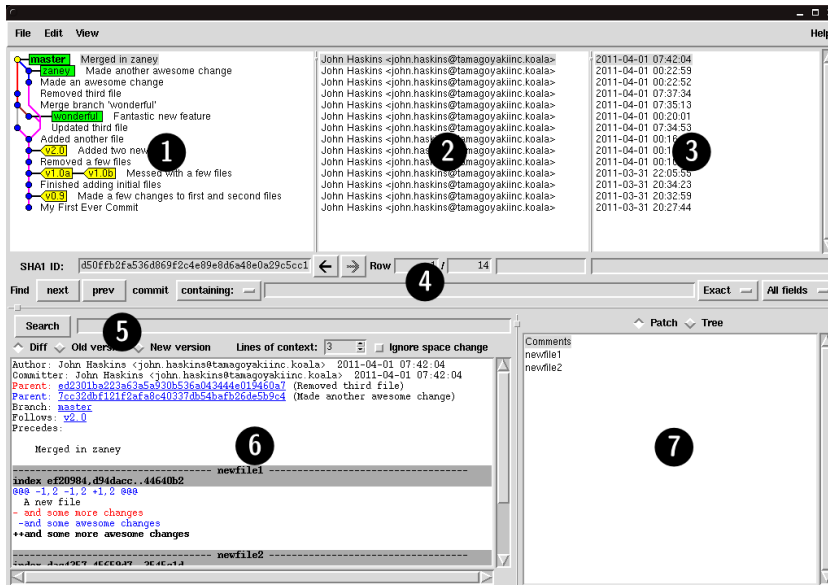 File Edit View Help
master Merged in zaney John Haskins <john.haskins@tamagoyakiinc.koala> 2011-04-01 07:42:04
zaney Made another awesome change John Haskins <john.haskins@tamagoyakiinc.koala> 2011-04-01 00:22:59
Made an awesome change John Haskins <john.haskins@tamagoyakiinc.koala> 2011-04-01 00:22:52
Removed third file John Haskins <john.haskins@tamagoyakiinc.koala> 2011-04-01 07:37:34
Merge branch 'wonderful' John Haskins <john.haskins@tamagoyakiinc.koala> 2011-04-01 07:35:13
wonderful Fantastic new feature John Haskins <john.haskins@tamagoyakiinc.koala> 2011-04-01 00:20:01
Updated third file John Haskins <john.haskins@tamagoyakiinc.koala> 2011-04-01 07:34:53
Added another file John Haskins <john.haskins@tamagoyakiinc.koala> 2011-04-01 00:16
v2.0 Added two new John Haskins <john.haskins@tamagoyakiinc.koala> 2011-04-01 00:1
Removed a few files John Haskins <john.haskins@tamagoyakiinc.koala> 2011-04-01 00:10
v1.0a v1.0b Messed with a few files John Haskins <john.haskins@tamagoyakiinc.koala> 2011-03-31 22:05:55
Finished adding initial files John Haskins <john.haskins@tamagoyakiinc.koala> 2011-03-31 20:34:23
v0.9 Made a few changes to first and second files John Haskins <john.haskins@tamagoyakiinc.koala> 2011-03-31 20:32:59
My First Ever Commit John Haskins <john.haskins@tamagoyakiinc.koala> 2011-03-31 20:27:44
1 2 3
SHA1 ID: d50ffb2fa536d869f2c4e89e8d6a48e0a29c5cc1 Row / 14
4
Find next prev commit containing: Exact All fields
Search
5
Diff Old version New version Lines of context: 3 Ignore space change
Patch Tree
Author: John Haskins <john.haskins@tamagoyakiinc.koala> 2011-04-01 07:42:04
Committer: John Haskins <john.haskins@tamagoyakiinc.koala> 2011-04-01 07:42:04
Parent: ed2301ba223a63a5a930b536a043444e019460a7 (Removed third file)
Parent: 7cc32dbf121f2afa8c40337db54bafb26de5b9c4 (Made another awesome change)
Branch: master
Follows: v2.0
Precedes:
Merged in zaney
6
newfile1
index ef20984,d94dacc..44640b2
@@@ -1,2 -1,2 +1,2 @@@
A new file
- and some more changes
-and some awesome changes
++and some more awesome changes
newfile2
Comments
newfile1
newfile2
7